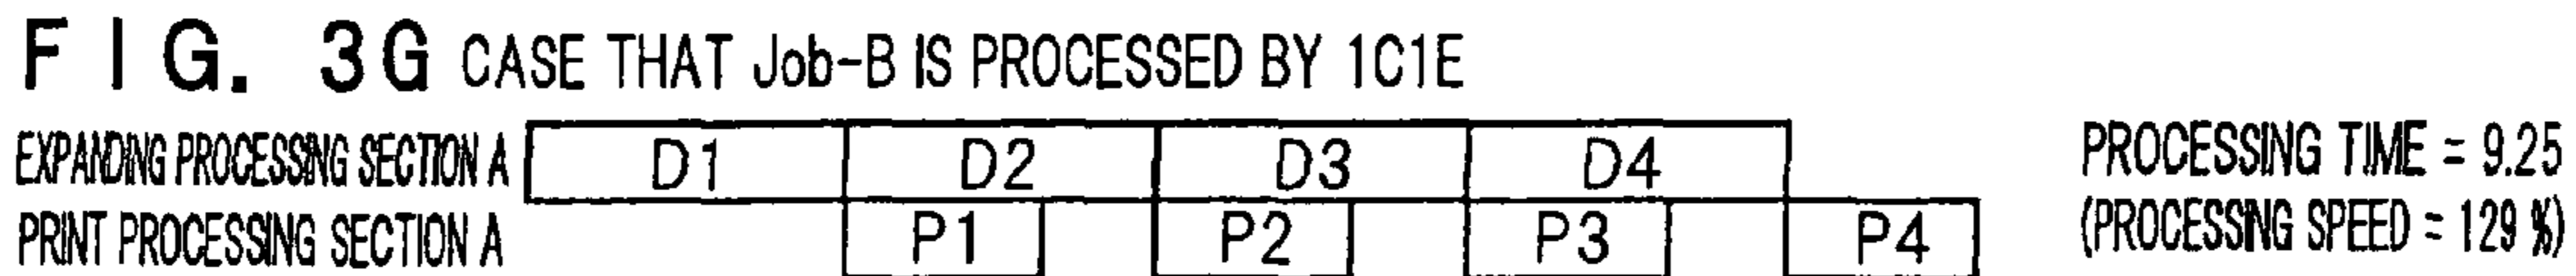 FIG. 3G CASE THAT Job-B IS PROCESSED BY 1C1E
EXPANDING PROCESSING SECTION A D1 D2 D3 D4 PROCESSING TIME = 9.25
PRINT PROCESSING SECTION A P1 P2 P3 P4 (PROCESSING SPEED = 129 %)